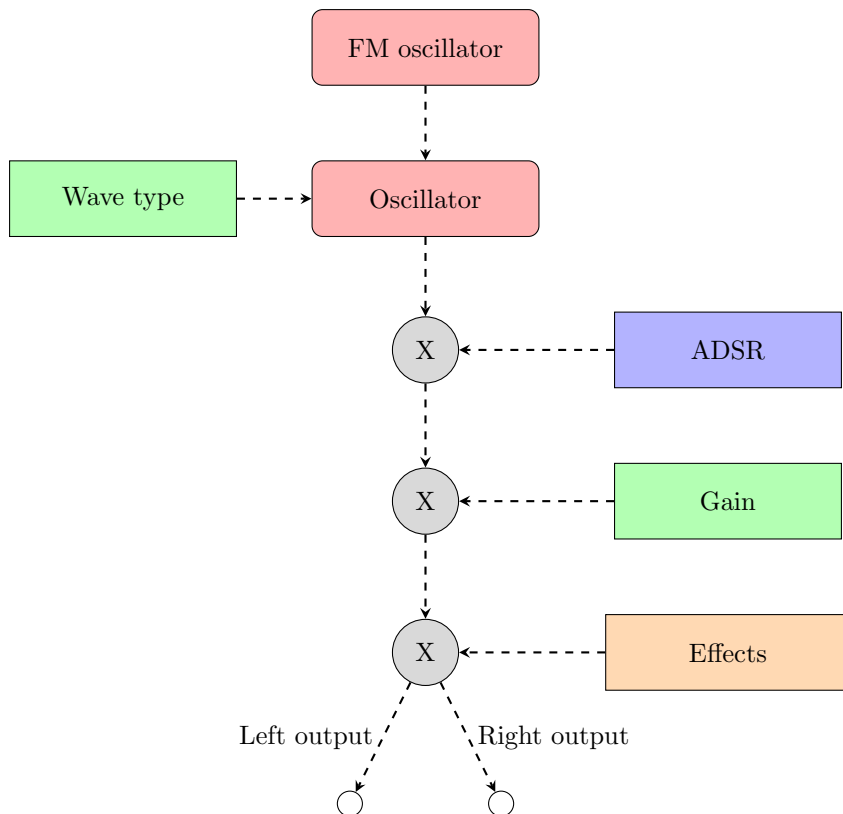 FM oscillator
Wave type
Oscillator
X
ADSR
X
Gain
X
Effects
Left output
Right output